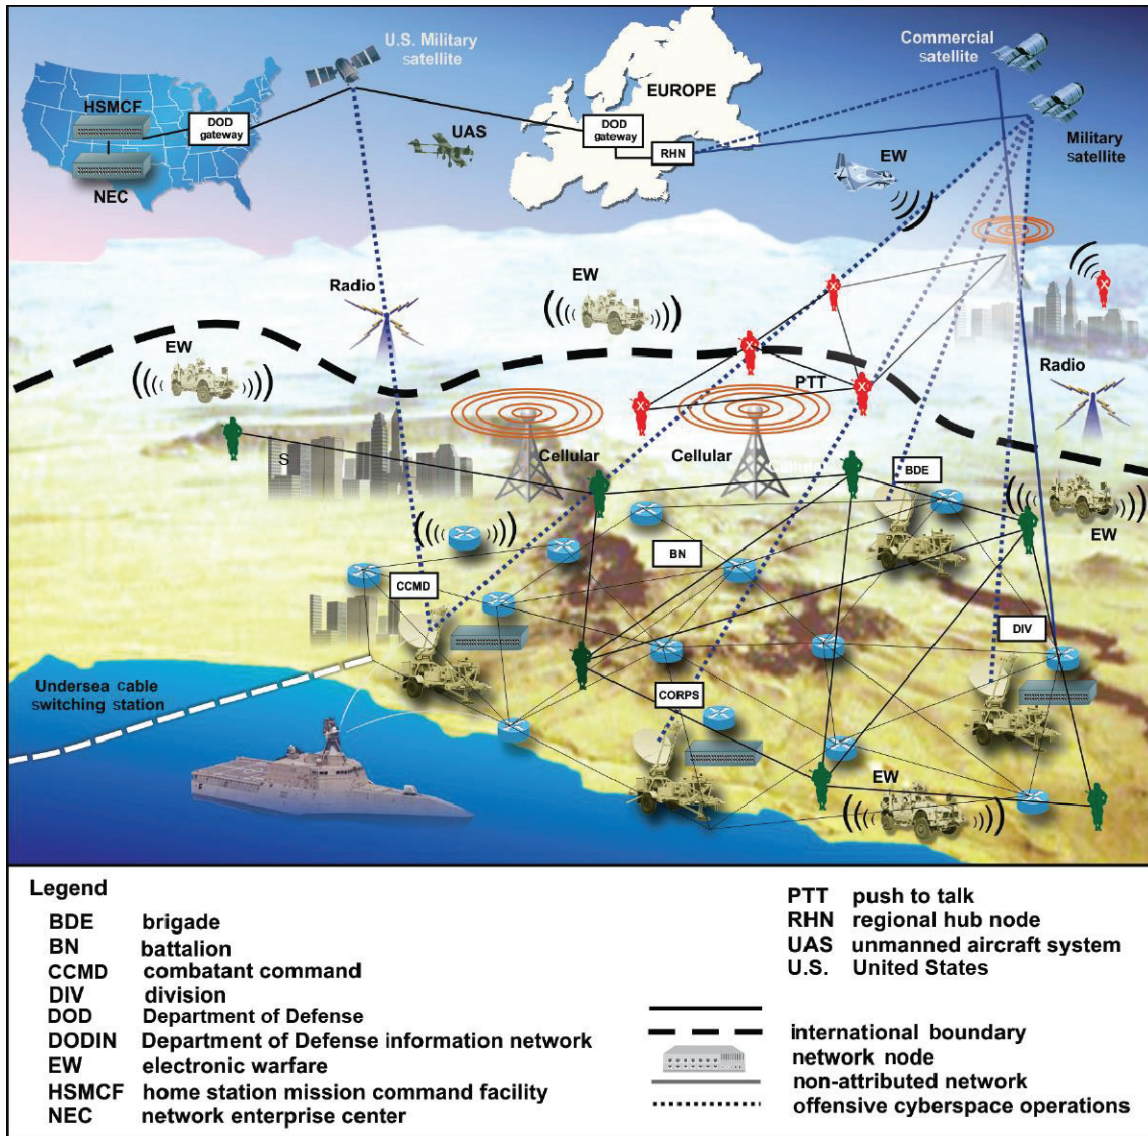 U.S. Military
satellite
Commercial
satellite
HSMCF
DOD
gateway
NEC
UAS
EUROPE
DOD
gateway
RHN
EW
Military
satellite
Radio
EW
EW
PTT
Radio
S
Cellular
Cellular
Cellular
BDE
EW
BN
CCMD
DIV
CORPS
Undersea cable
switching station
EW
Legend
BDE brigade
BN battalion
CCMD combatant command
DIV division
DOD Department of Defense
DODIN Department of Defense information network
EW electronic warfare
HSMCF home station mission command facility
NEC network enterprise center
PTT push to talk
RHN regional hub node
UAS unmanned aircraft system
U.S. United States
international boundary
network node
non-attributed network
offensive cyberspace operations